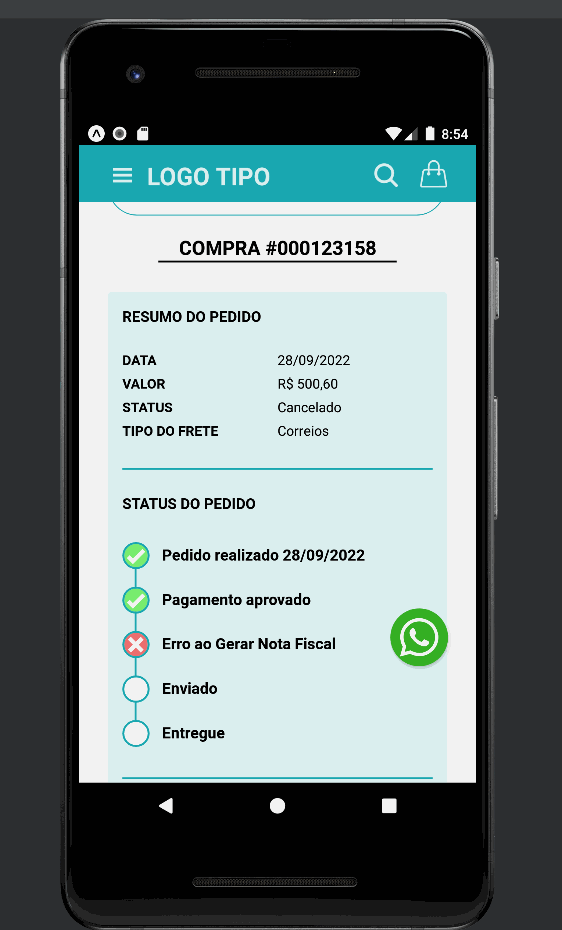 8:54
LOGO TIPO
COMPRA #000123158
RESUMO DO PEDIDO
DATA 28/09/2022
VALOR R$ 500,60
STATUS Cancelado
TIPO DO FRETE Correios
STATUS DO PEDIDO
Pedido realizado 28/09/2022
Pagamento aprovado
Erro ao Gerar Nota Fiscal
Enviado
Entregue